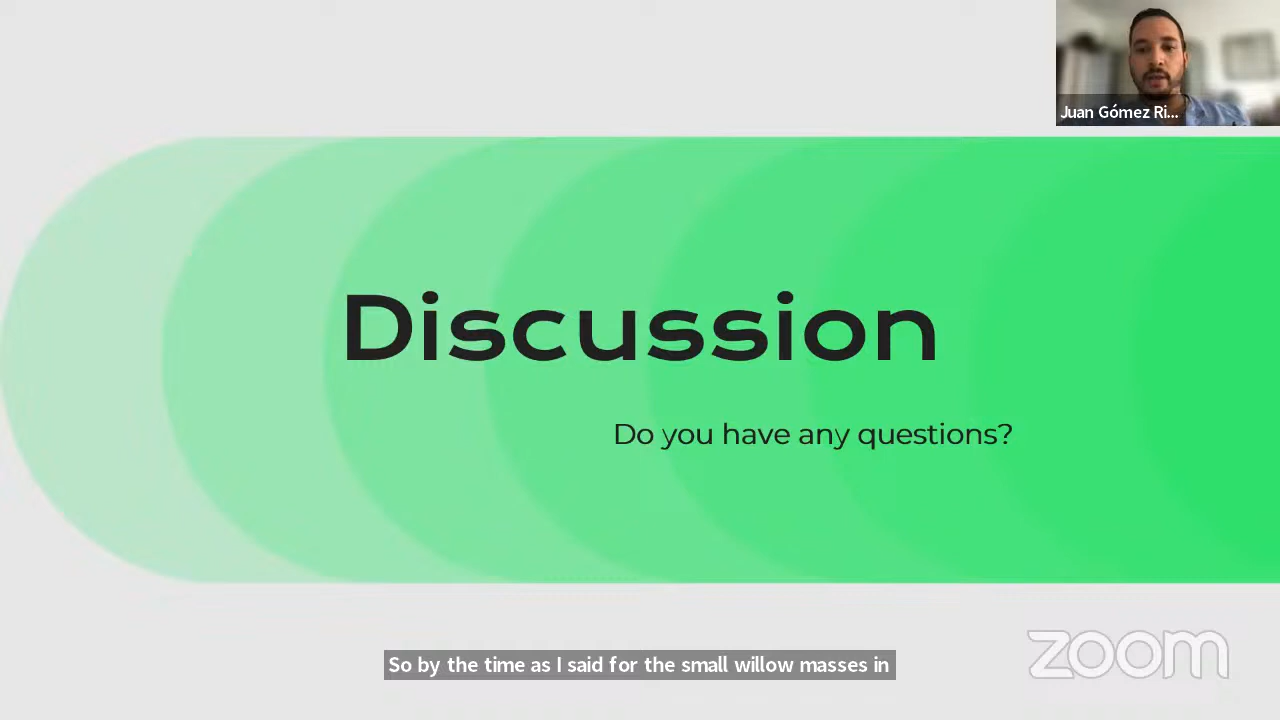 Juan Gómez Ri...
Discussion
Do you have any questions?
So by the time as I said for the small willow masses in
zoom